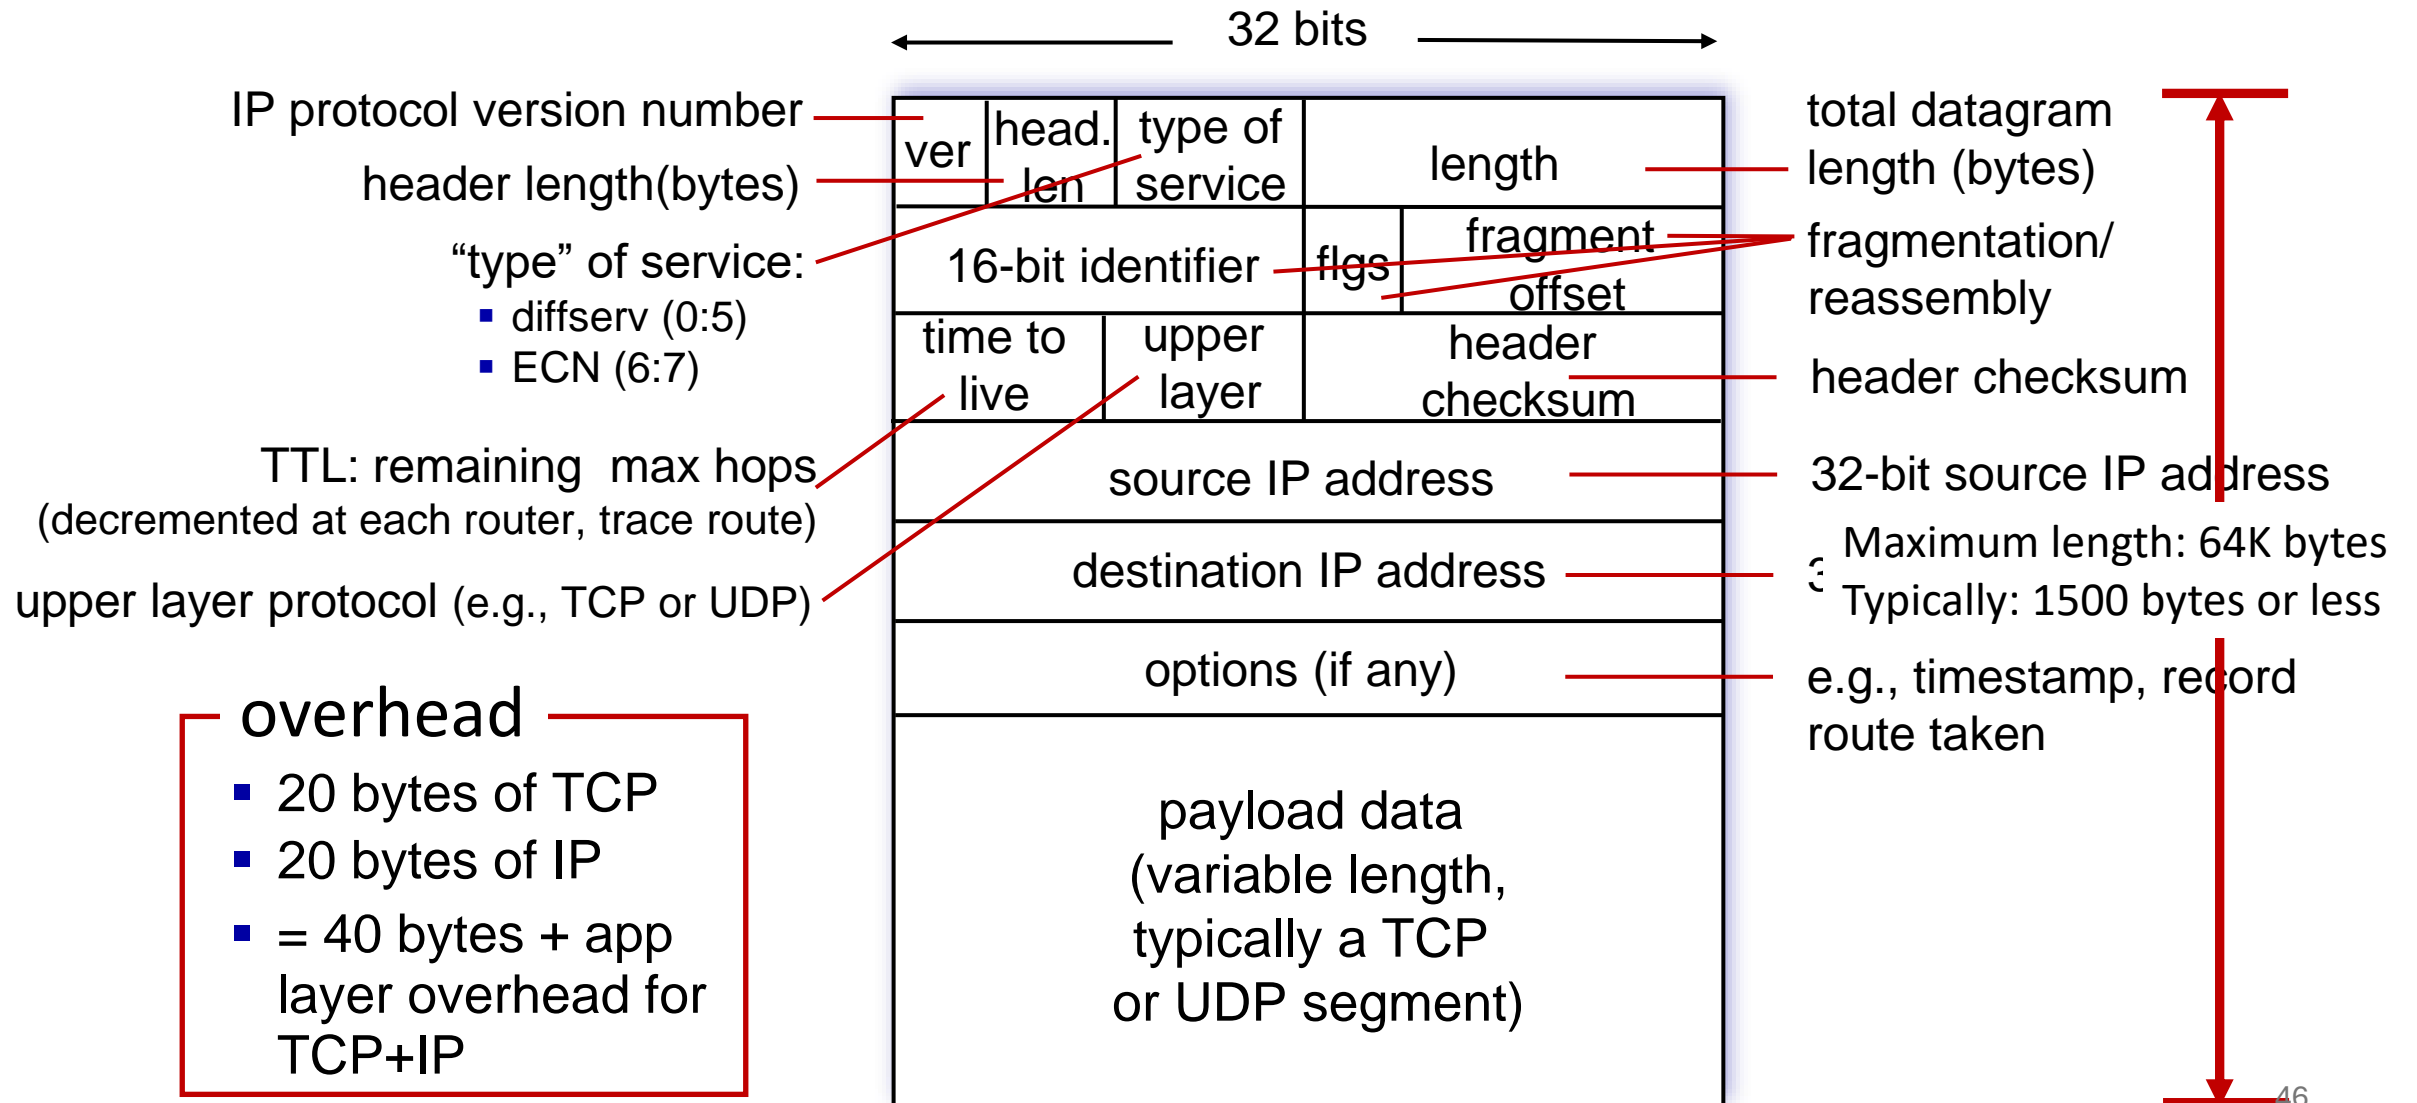 32 bits
IP protocol version number
header length(bytes)
“type” of service:
▪ diffserv (0:5)
▪ ECN (6:7)
TTL: remaining  max hops
(decremented at each router, trace route)
upper layer protocol (e.g., TCP or UDP)
overhead
▪ 20 bytes of TCP
▪ 20 bytes of IP
▪ = 40 bytes + app
layer overhead for
TCP+IP
ver
head.
len
type of
service
length
16-bit identifier
flgs
fragment
offset
time to
live
upper
layer
header
checksum
source IP address
destination IP address
options (if any)
payload data
(variable length,
typically a TCP
or UDP segment)
total datagram
length (bytes)
fragmentation/
reassembly
header checksum
32-bit source IP address
Maximum length: 64K bytes
Typically: 1500 bytes or less
e.g., timestamp, record
route taken
46